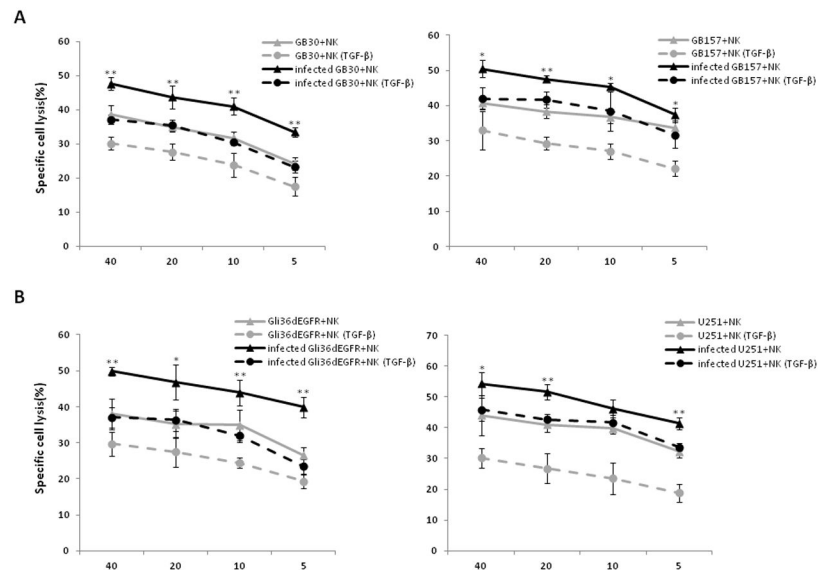 A
GB30+NK
GB30+NK (TGF-β)
infected GB30+NK
infected GB30+NK (TGF-β)
Specific cell lysis(%)
60
50
40
30
20
10
0
** ** ** **
40 20 10 5
GB157+NK
GB157+NK (TGF-β)
infected GB157+NK
infected GB157+NK (TGF-β)
60
50
40
30
20
10
0
* ** * *
40 20 10 5
B
Gli36dEGFR+NK
Gli36dEGFR+NK (TGF-β)
infected Gli36dEGFR+NK
infected Gli36dEGFR+NK (TGF-β)
Specific cell lysis(%)
60
50
40
30
20
10
0
** * ** **
40 20 10 5
U251+NK
U251+NK (TGF-β)
infected U251+NK
infected U251+NK (TGF-β)
70
60
50
40
30
20
10
0
* ** **
40 20 10 5